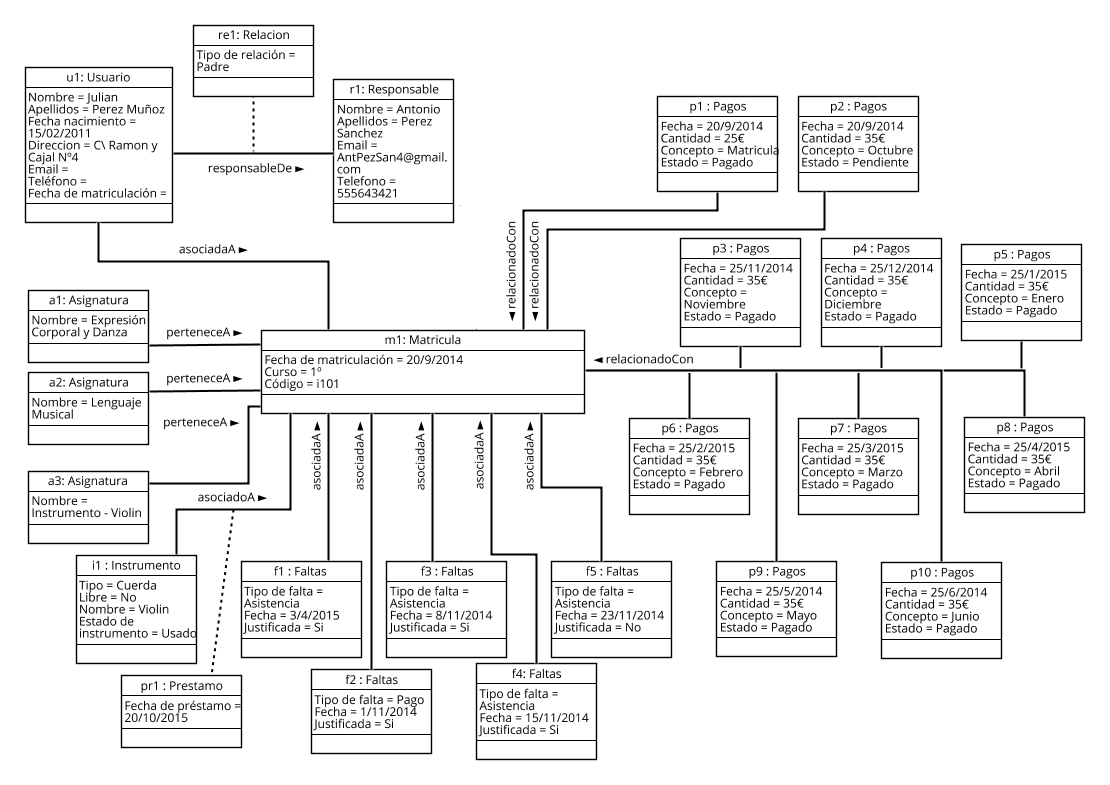 re1: Relacion
Tipo de relación =
Padre
u1: Usuario
Nombre = Julian
Apellidos = Perez Muñoz
Fecha nacimiento =
15/02/2011
Direccion = C\ Ramon y
Cajal Nº4
Email =
Teléfono =
Fecha de matriculación =
r1: Responsable
Nombre = Antonio
Apellidos = Perez
Sanchez
Email =
AntPezSan4@gmail.
com
Telefono =
555643421
responsableDe ►
p1 : Pagos
Fecha = 20/9/2014
Cantidad = 25€
Concepto = Matricula
Estado = Pagado
p2 : Pagos
Fecha = 20/9/2014
Cantidad = 35€
Concepto = Octubre
Estado = Pendiente
asociadaA ►
◄ relacionadoCon
◄ relacionadoCon
p3 : Pagos
Fecha = 25/11/2014
Cantidad = 35€
Concepto =
Noviembre
Estado = Pagado
p4 : Pagos
Fecha = 25/12/2014
Cantidad = 35€
Concepto =
Diciembre
Estado = Pagado
p5 : Pagos
Fecha = 25/1/2015
Cantidad = 35€
Concepto = Enero
Estado = Pagado
a1: Asignatura
Nombre = Expresión
Corporal y Danza
perteneceA ►
m1: Matricula
Fecha de matriculación = 20/9/2014
Curso = 1º
Código = i101
◄ relacionadoCon
a2: Asignatura
Nombre = Lenguaje
Musical
perteneceA ►
perteneceA ►
a3: Asignatura
Nombre =
Instrumento - Violin
asociadoA ►
asociadaA ►
asociadaA ►
asociadaA ►
asociadaA ►
asociadaA ►
p6 : Pagos
Fecha = 25/2/2015
Cantidad = 35€
Concepto = Febrero
Estado = Pagado
p7 : Pagos
Fecha = 25/3/2015
Cantidad = 35€
Concepto = Marzo
Estado = Pagado
p8 : Pagos
Fecha = 25/4/2015
Cantidad = 35€
Concepto = Abril
Estado = Pagado
i1 : Instrumento
Tipo = Cuerda
Libre = No
Nombre = Violin
Estado de
instrumento = Usado
f1 : Faltas
Tipo de falta =
Asistencia
Fecha = 3/4/2015
Justificada = Si
f3 : Faltas
Tipo de falta =
Asistencia
Fecha = 8/11/2014
Justificada = Si
f5 : Faltas
Tipo de falta =
Asistencia
Fecha = 23/11/2014
Justificada = No
p9 : Pagos
Fecha = 25/5/2014
Cantidad = 35€
Concepto = Mayo
Estado = Pagado
p10 : Pagos
Fecha = 25/6/2014
Cantidad = 35€
Concepto = Junio
Estado = Pagado
pr1 : Prestamo
Fecha de préstamo =
20/10/2015
f2 : Faltas
Tipo de falta = Pago
Fecha = 1/11/2014
Justificada = Si
f4: Faltas
Tipo de falta =
Asistencia
Fecha = 15/11/2014
Justificada = Si